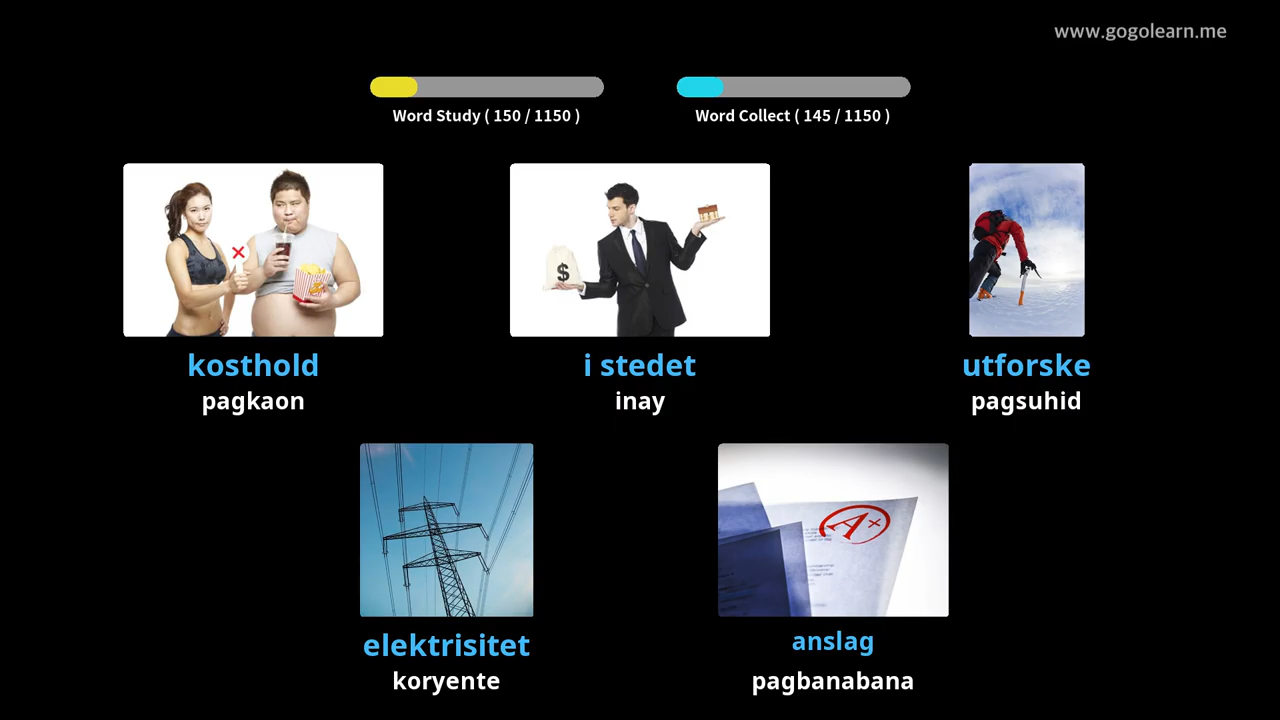 www.gogolearn.me
Word Study ( 150 / 1150 )
Word Collect ( 145 / 1150 )
kosthold
pagkaon
i stedet
inay
utforske
pagsuhid
$
A+
elektrisitet
koryente
anslag
pagbanabana